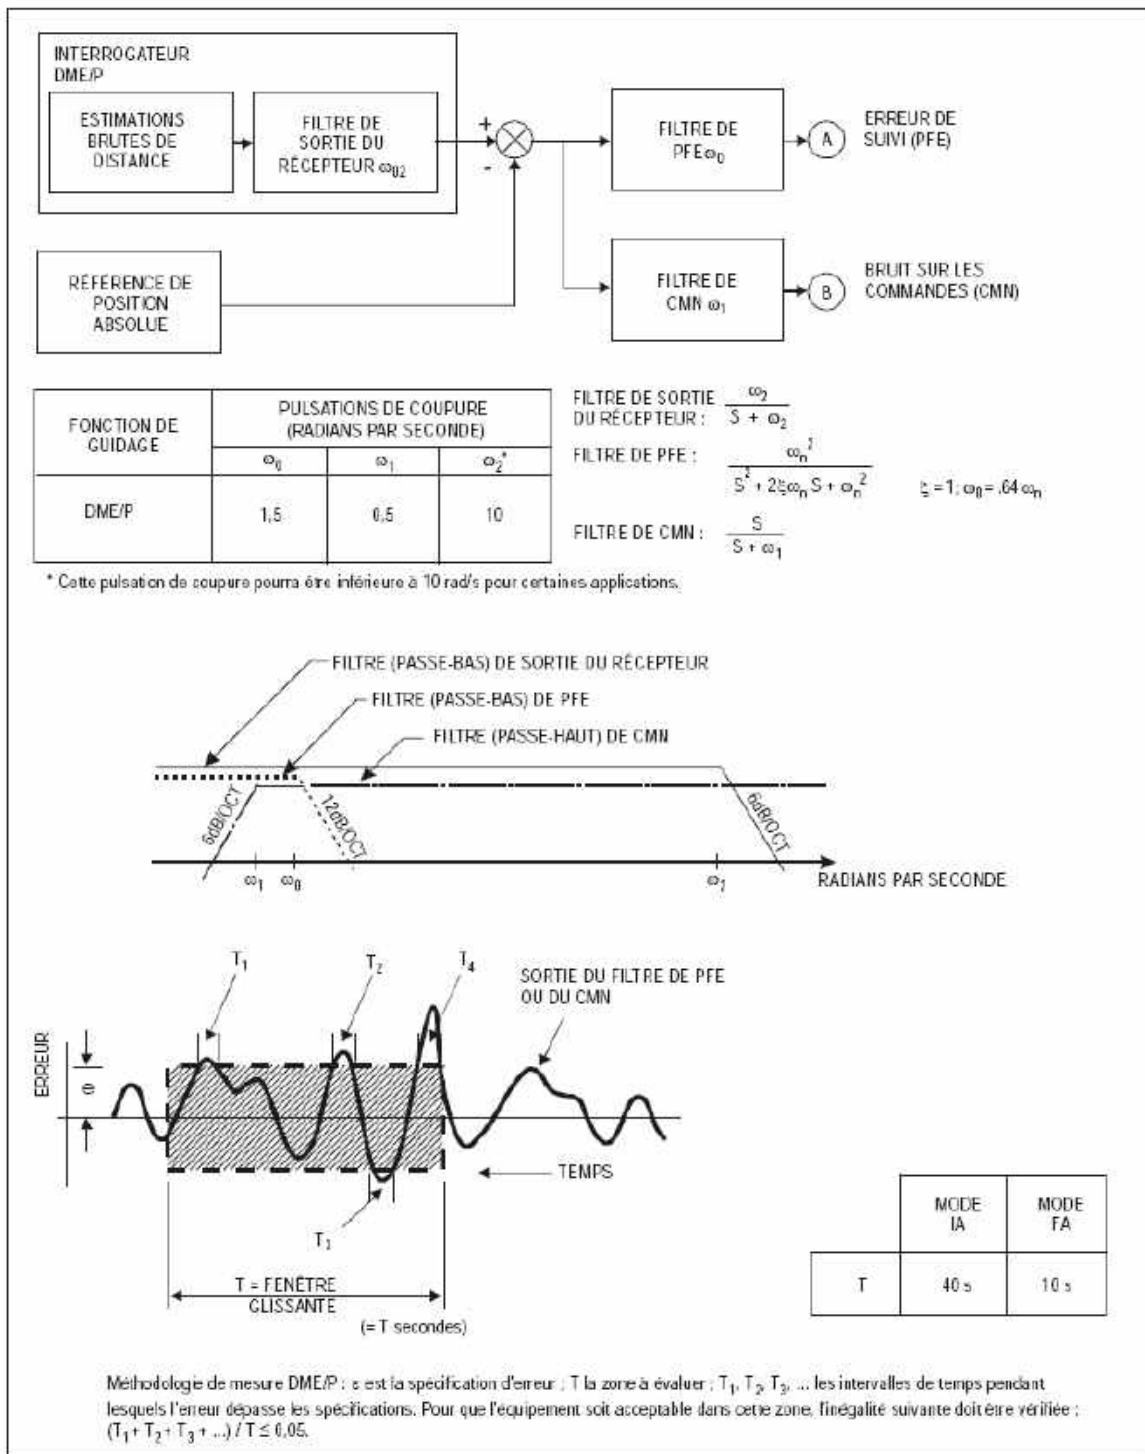 INTERROGATEUR
DME/P
ESTIMATIONS
BRUTES DE
DISTANCE
FILTRE DE
SORTIE DU
RÉCEPTEUR ω02
+
-
FILTRE DE
PFE ω0
A
ERREUR DE
SUIVI (PFE)
RÉFÉRENCE DE
POSITION
ABSOLUE
FILTRE DE
CMN ω1
B
BRUIT SUR LES
COMMANDES (CMN)
FONCTION DE
GUIDAGE
PULSATIONS DE COUPURE
(RADIANS PAR SECONDE)
ω0 ω1 ω2*
DME/P 1,5 0,5 10
FILTRE DE SORTIE
DU RÉCEPTEUR : ω2 / S + ω2
FILTRE DE PFE : ωn² / S² + 2ξωn S + ωn² ξ = 1; ω0 = .64 ωn
FILTRE DE CMN : S / S + ω1
* Cette pulsation de coupure pourra être inférieure à 10 rad/s pour certaines applications.
FILTRE (PASSE-BAS) DE SORTIE DU RÉCEPTEUR
FILTRE (PASSE-BAS) DE PFE
FILTRE (PASSE-HAUT) DE CMN
6dB/OCT
12dB/OCT
6dB/OCT
ω1 ω0
RADIANS PAR SECONDE
T1
T2
T4
SORTIE DU FILTRE DE PFE
OU DU CMN
ERREUR
TEMPS
T = FENÊTRE
GLISSANTE
(= T secondes)
MODE
IA
MODE
FA
T 40 s 10 s
Méthodologie de mesure DME/P : ε est la spécification d'erreur ; T la zone à évaluer ; T1, T2, T3, ... les intervalles de temps pendant
lesquels l'erreur dépasse les spécifications. Pour que l'équipement soit acceptable dans cette zone, l'inégalité suivante doit être vérifiée :
(T1 + T2 + T3 + ...) / T ≤ 0,05.